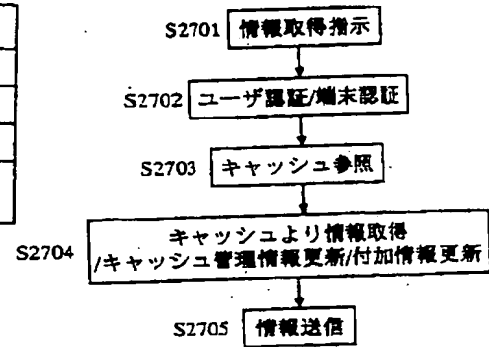 S2701 情報取得指示
S2702 ユーザ認証/端末認証
S2703 キャッシュ参照
S2704 キャッシュより情報取得
/キャッシュ管理情報更新/付加情報更新
S2705 情報送信